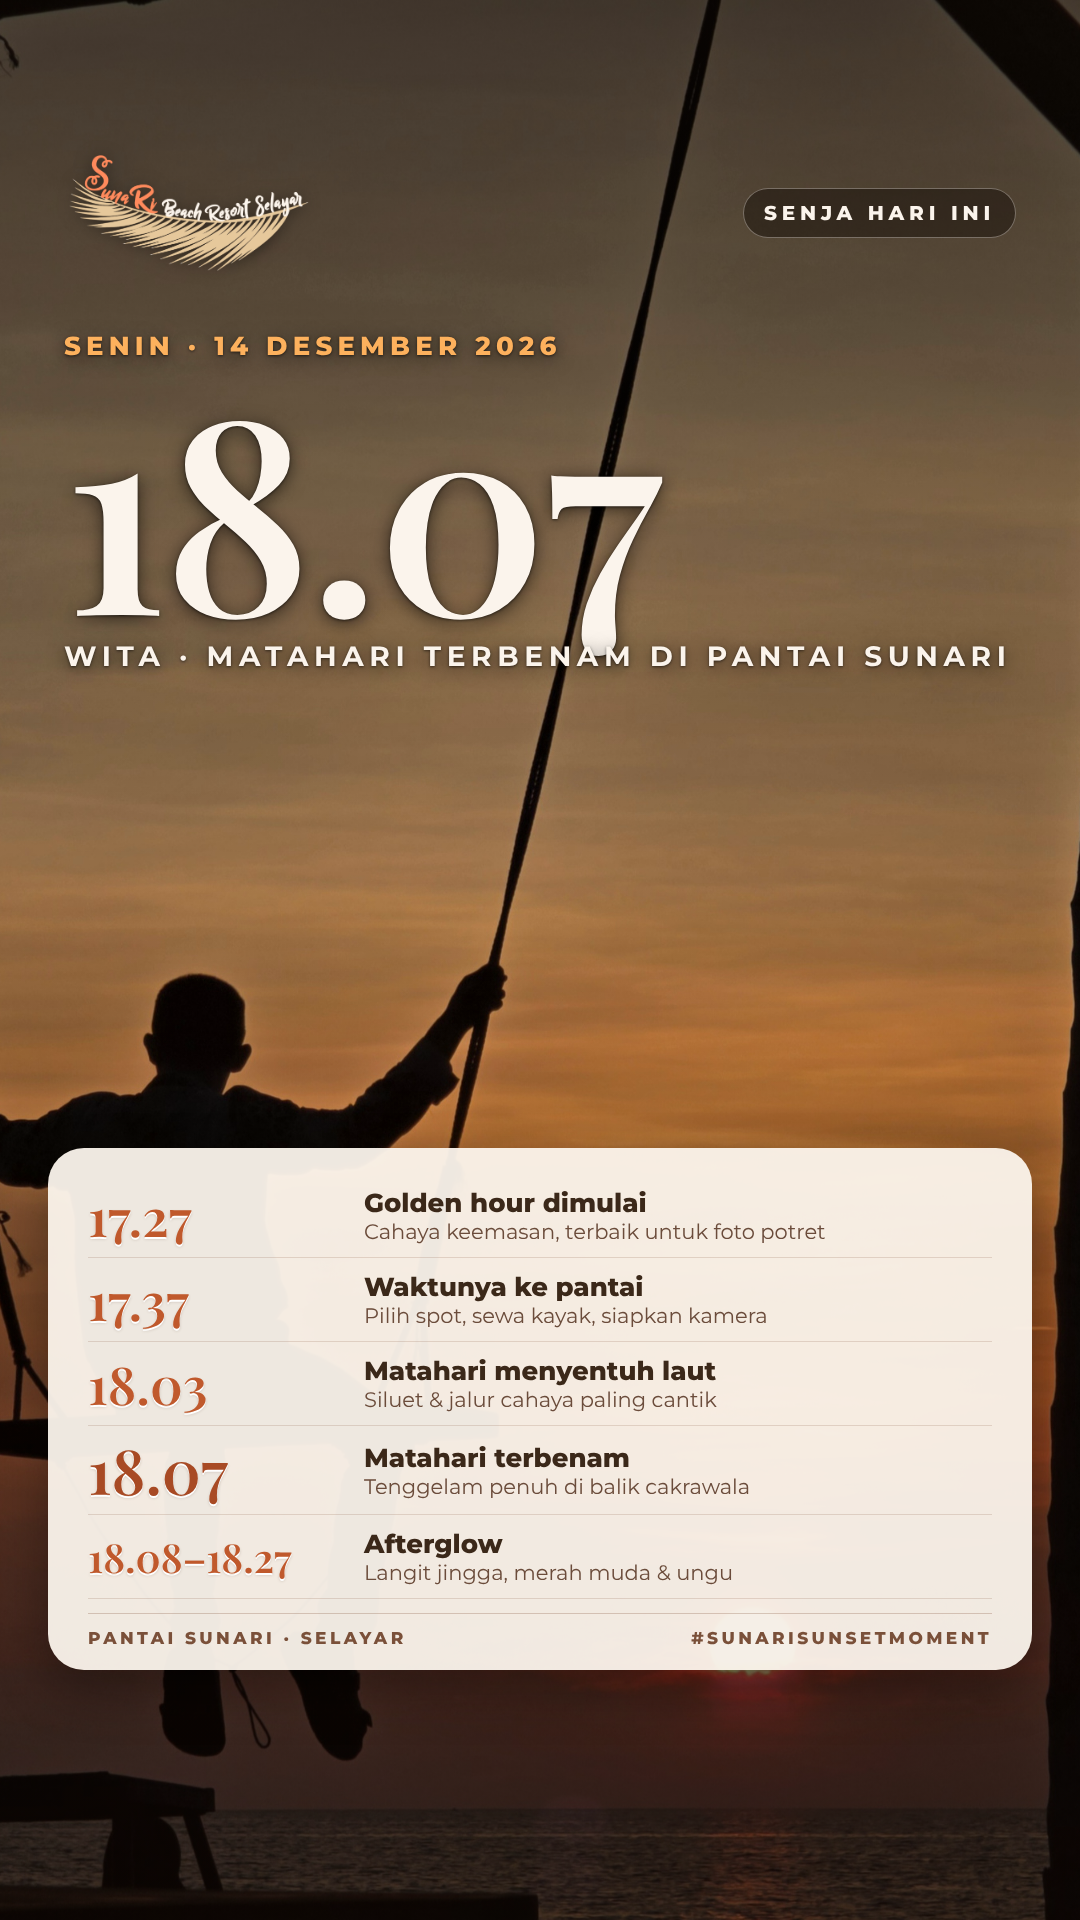 SunaRi Beach Resort Selayar
SENJA HARI INI
SENIN · 14 DESEMBER 2026
18.07
WITA · MATAHARI TERBENAM DI PANTAI SUNARI
17.27
Golden hour dimulai
Cahaya keemasan, terbaik untuk foto potret
17.37
Waktunya ke pantai
Pilih spot, sewa kayak, siapkan kamera
18.03
Matahari menyentuh laut
Siluet & jalur cahaya paling cantik
18.07
Matahari terbenam
Tenggelam penuh di balik cakrawala
18.08–18.27
Afterglow
Langit jingga, merah muda & ungu
PANTAI SUNARI · SELAYAR
#SUNARISUNSETMOMENT